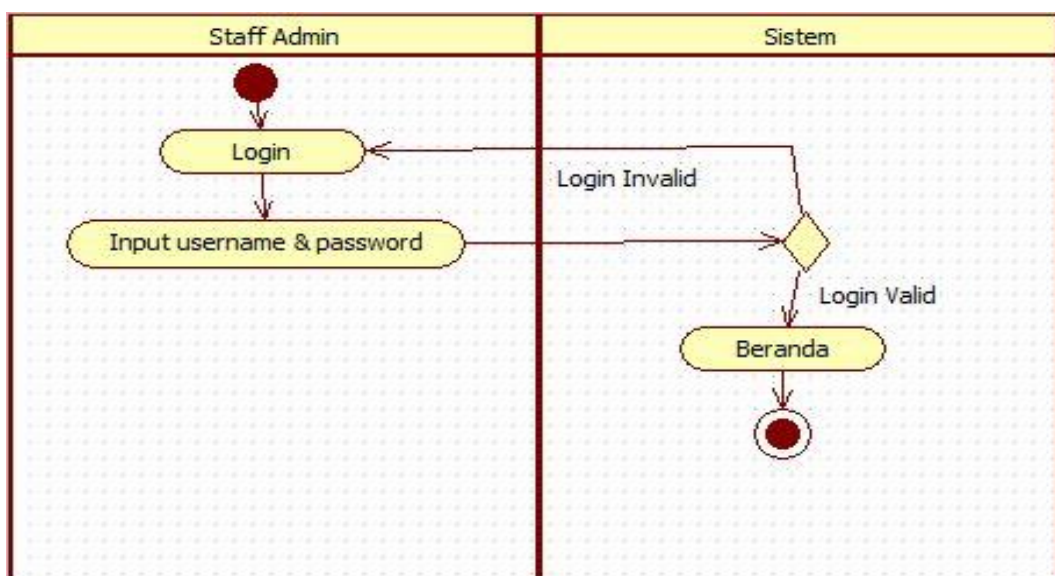 Staff Admin
Sistem
Login
Login Invalid
Input username & password
Login Valid
Beranda